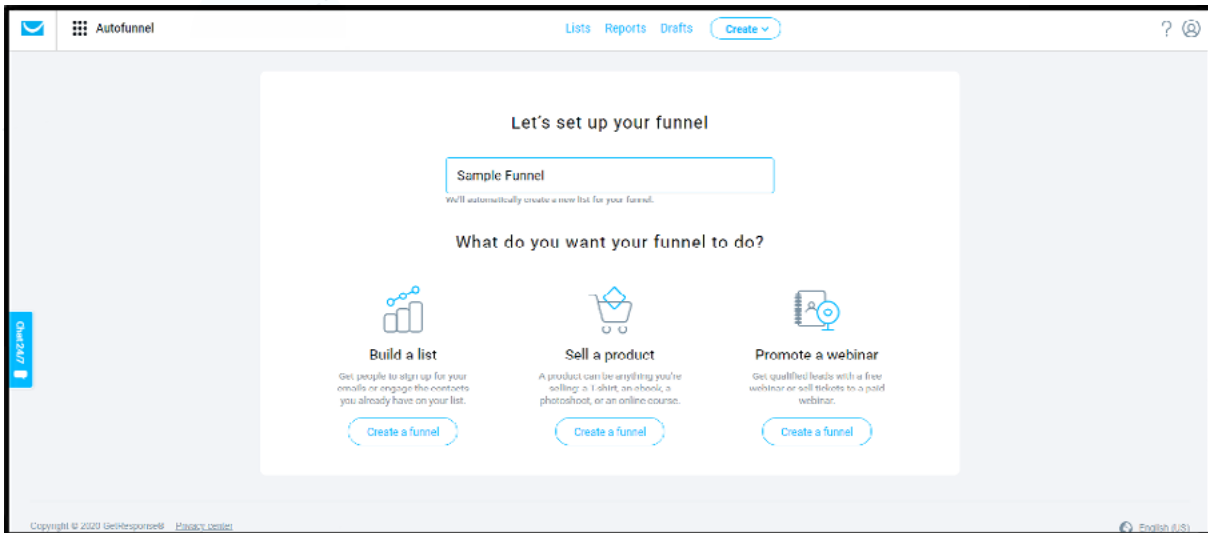 Autofunnel
Lists Reports Drafts Create
Let's set up your funnel
Sample Funnel
We'll automatically create a new list for your funnel.
What do you want your funnel to do?
Build a list
Get people to sign up for your
emails or engage the contacts
you already have on your list.
Create a funnel
Sell a product
A product can be anything you're
selling: a T-shirt, an ebook, a
photoshoot, or an online course.
Create a funnel
Promote a webinar
Get qualified leads with a free
webinar or sell tickets to a paid
webinar.
Create a funnel
Chat 24/7
Copyright © 2020 GetResponse® Privacy center
English (US)